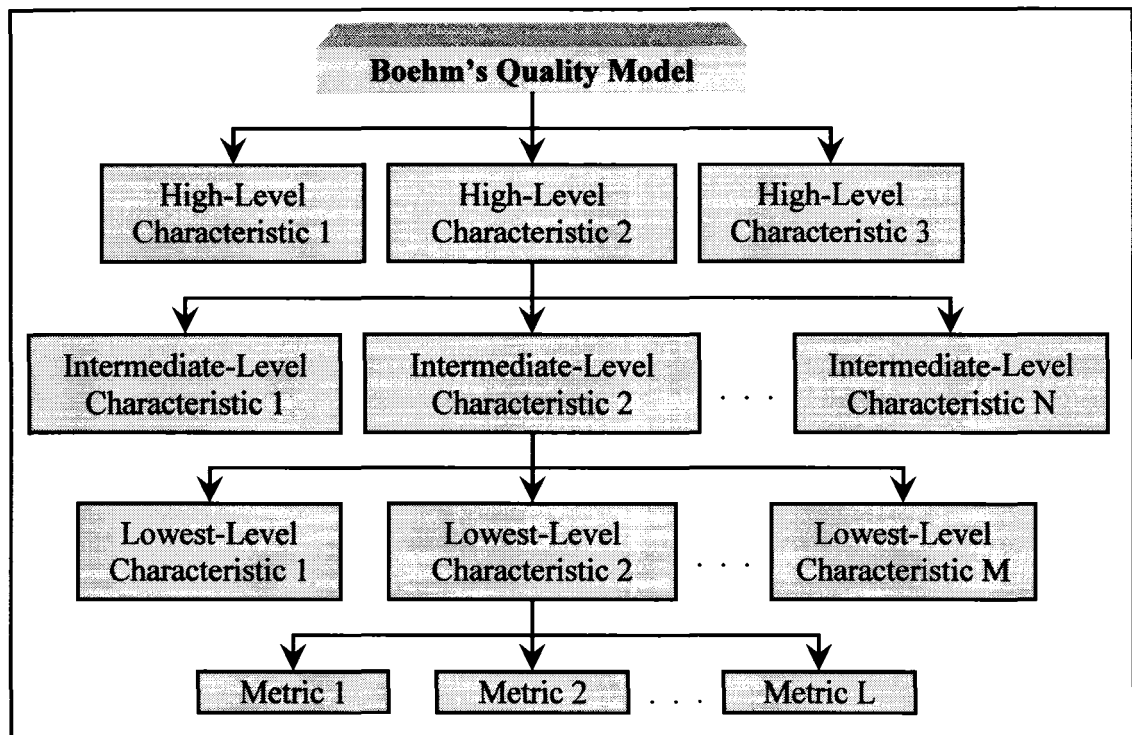 Boehm's Quality Model
High-Level
Characteristic 1
High-Level
Characteristic 2
High-Level
Characteristic 3
Intermediate-Level
Characteristic 1
Intermediate-Level
Characteristic 2
. . .
Intermediate-Level
Characteristic N
Lowest-Level
Characteristic 1
Lowest-Level
Characteristic 2
. . .
Lowest-Level
Characteristic M
Metric 1
Metric 2
. . .
Metric L